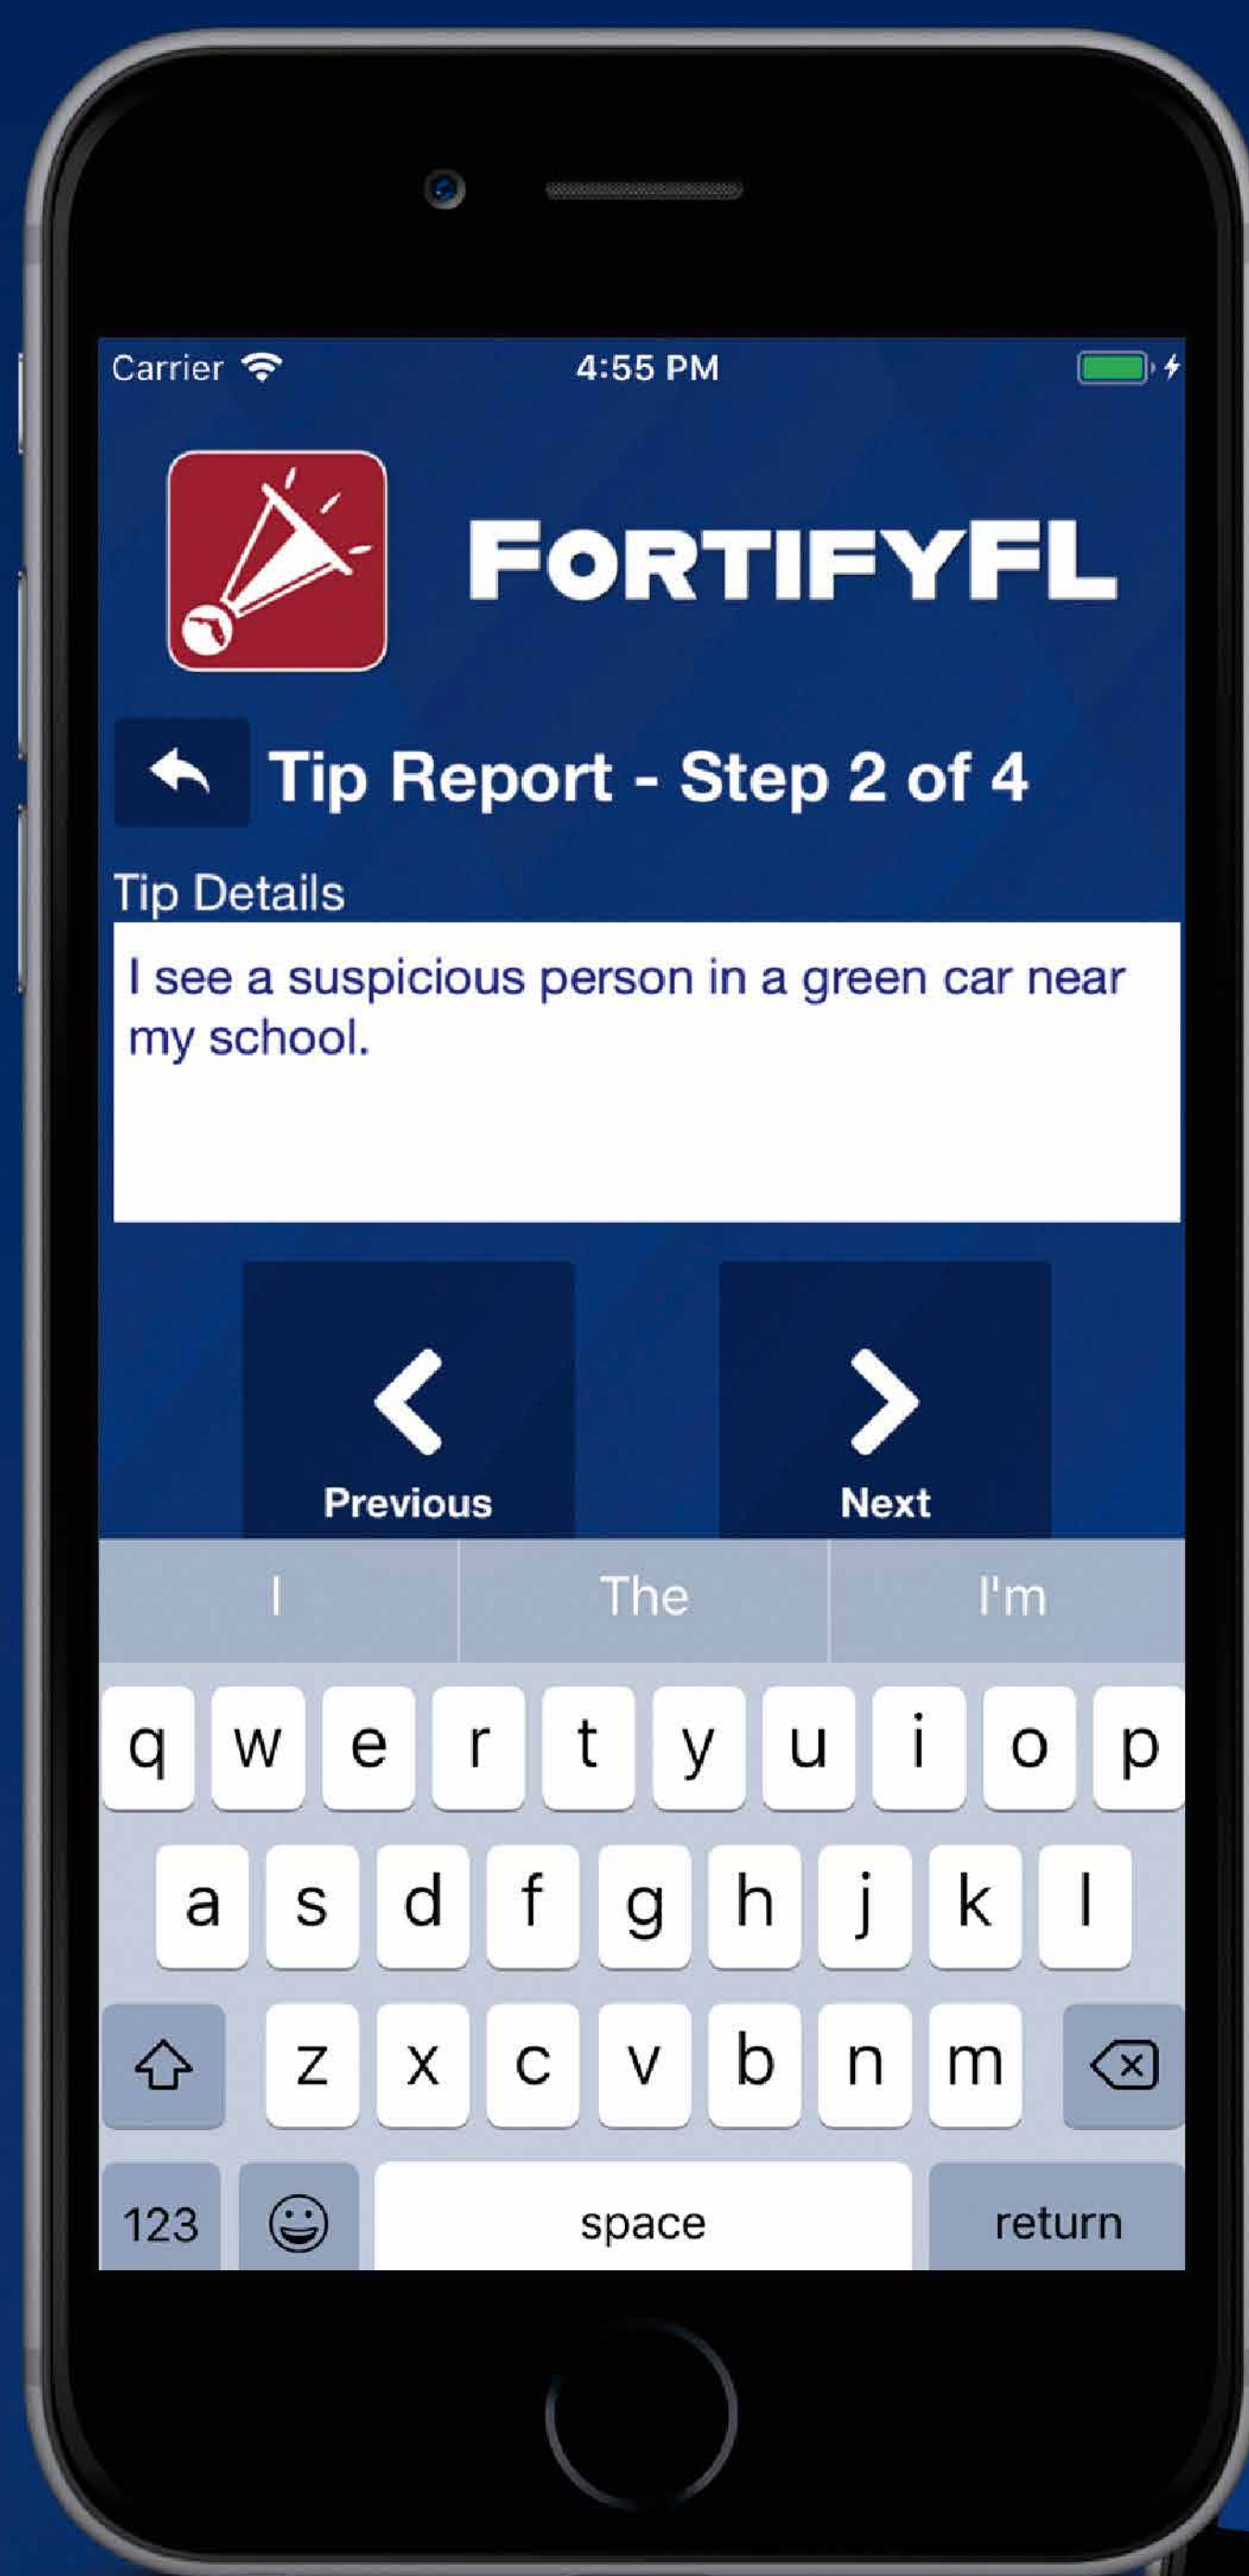 Carrier
4:55 PM
FORTIFYFL
Tip Report - Step 2 of 4
Tip Details
I see a suspicious person in a green car near
my school.
Previous
Next
I
The
I'm
q w e r t y u i o p
a s d f g h j k l
z x c v b n m
123
space
return